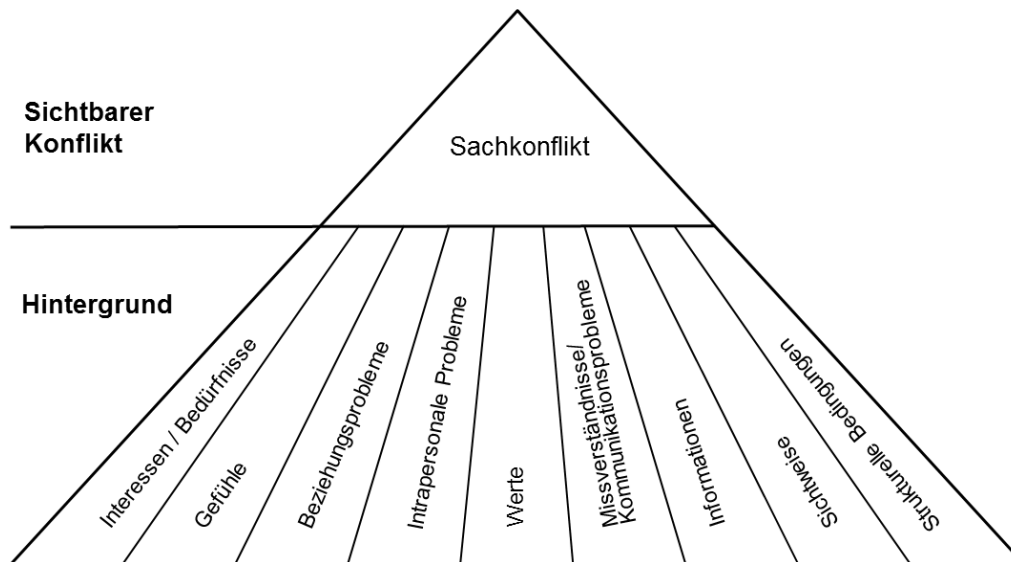 Sichtbarer
Konflikt
Sachkonflikt
Hintergrund
Interessen / Bedürfnisse
Gefühle
Beziehungsprobleme
Intrapersonale Probleme
Werte
Missverständnisse/
Kommunikationsprobleme
Informationen
Sichtweise
Strukturelle Bedingungen